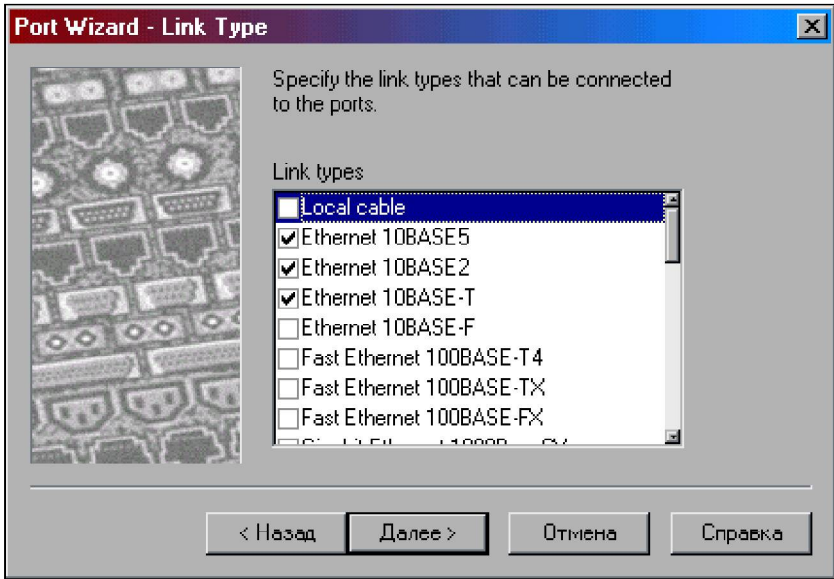 Port Wizard - Link Type
Specify the link types that can be connected
to the ports.
Link types
Local cable
Ethernet 10BASE5
Ethernet 10BASE2
Ethernet 10BASE-T
Ethernet 10BASE-F
Fast Ethernet 100BASE-T4
Fast Ethernet 100BASE-TX
Fast Ethernet 100BASE-FX
< Назад Далее > Отмена Справка